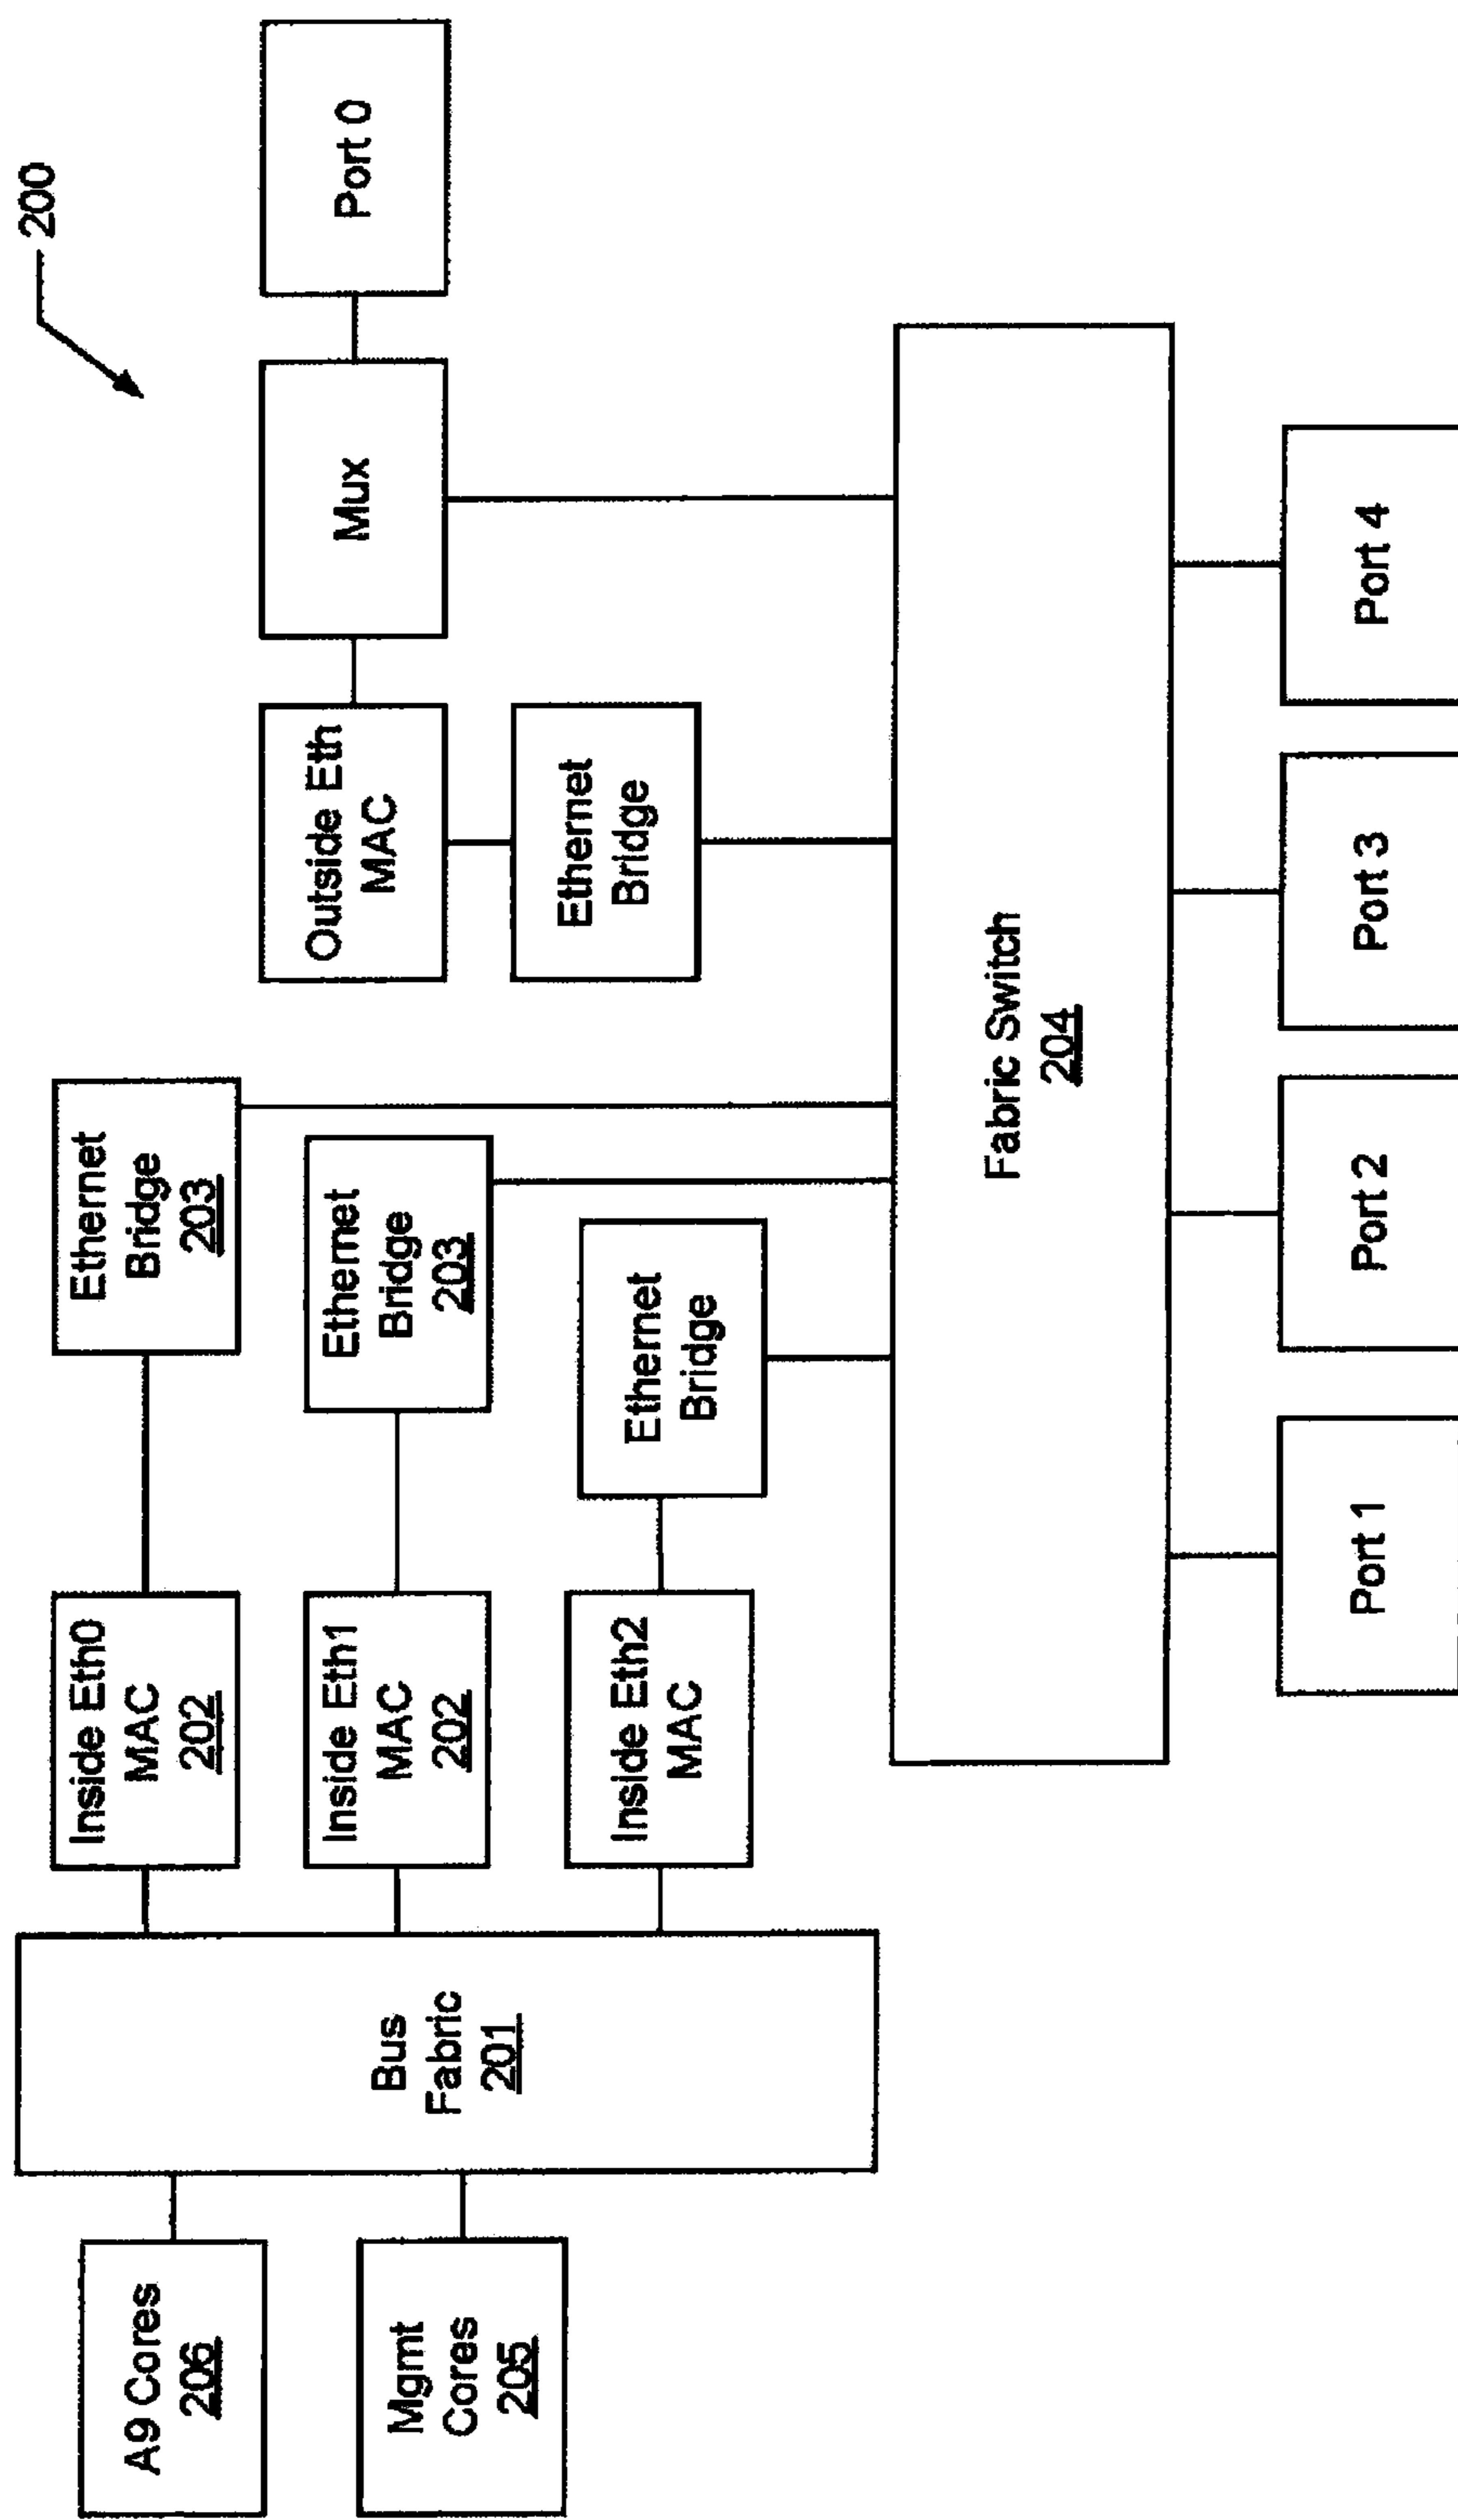 200
A9 Cores
206
Mgmt
Cores
205
Bus
Fabric
201
Inside Eth0
MAC
202
Inside Eth1
MAC
202
Inside Eth2
MAC
Ethernet
Bridge
203
Ethernet
Bridge
203
Ethernet
Bridge
Outside Eth
MAC
Ethernet
Bridge
Mux
Port 0
Fabric Switch
204
Port 1
Port 2
Port 3
Port 4